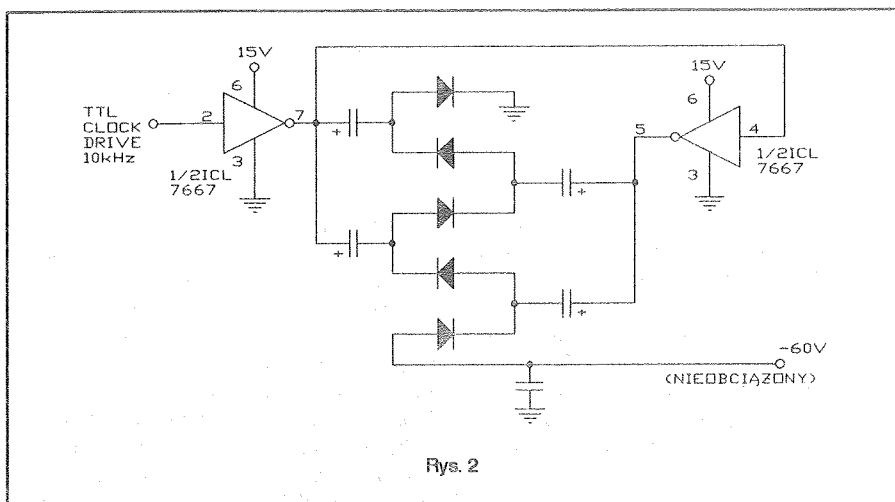 TTL
CLOCK
DRIVE
10kHz
2
15V
6
7
3
1/2ICL
7667
+
+
+
+
15V
6
5
4
3
1/2ICL
7667
-60V
(NIEOBCIĄŻONY)
Rys. 2